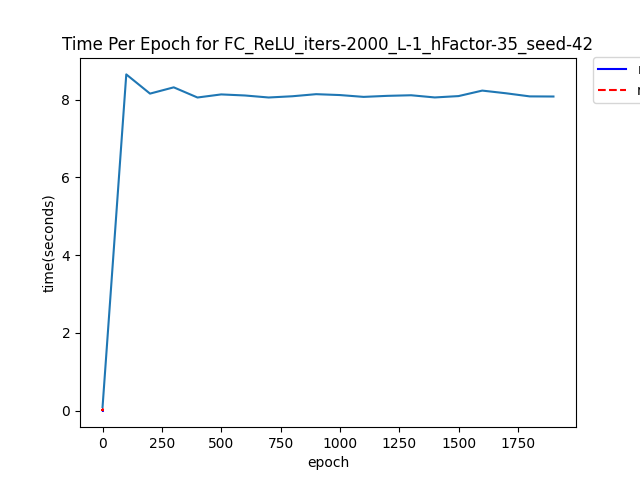 Time Per Epoch for FC_ReLU_iters-2000_L-1_hFactor-35_seed-42
8
6
4
2
0
time(seconds)
0 250 500 750 1000 1250 1500 1750
epoch